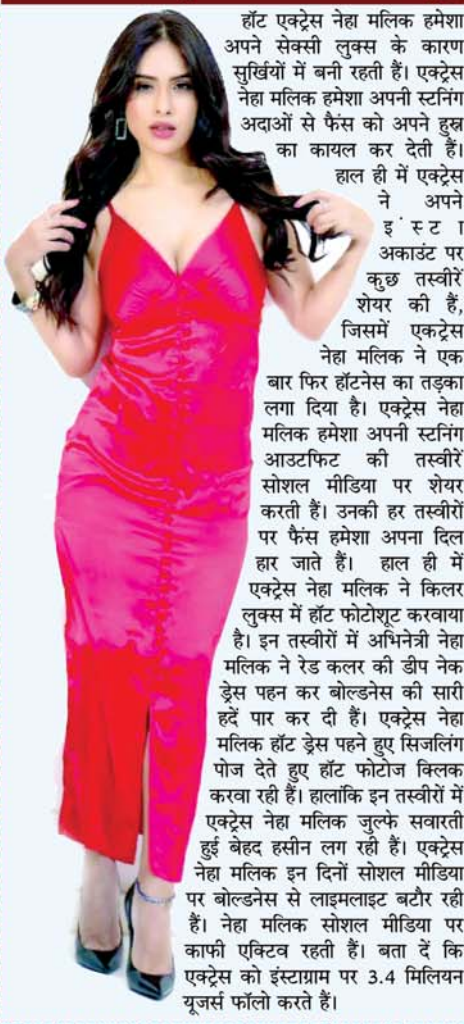 हॉट एक्ट्रेस नेहा मलिक हमेशा
अपने सेक्सी लुक्स के कारण
सुर्खियों में बनी रहती हैं। एक्ट्रेस
नेहा मलिक हमेशा अपनी स्टनिंग
अदाओं से फैंस को अपने हुस्न
का कायल कर देती हैं।
हाल ही में एक्ट्रेस
ने अपने
इंस्टा
अकाउंट पर
कुछ तस्वीरें
शेयर की हैं,
जिसमें एकट्रेस
नेहा मलिक ने एक
बार फिर हॉटनेस का तड़का
लगा दिया है। एक्ट्रेस नेहा
मलिक हमेशा अपनी स्टनिंग
आउटफिट की तस्वीरें
सोशल मीडिया पर शेयर
करती हैं। उनकी हर तस्वीरों
पर फैंस हमेशा अपना दिल
हार जाते हैं। हाल ही में
एक्ट्रेस नेहा मलिक ने किलर
लुक्स में हॉट फोटोशूट करवाया
है। इन तस्वीरों में अभिनेत्री नेहा
मलिक ने रेड कलर की डीप नेक
ड्रेस पहन कर बोल्डनेस की सारी
हदें पार कर दी हैं। एक्ट्रेस नेहा
मलिक हॉट ड्रेस पहने हुए सिजलिंग
पोज देते हुए हॉट फोटोज क्लिक
करवा रही हैं। हालांकि इन तस्वीरों में
एक्ट्रेस नेहा मलिक जुल्फे सवारती
हुई बेहद हसीन लग रही हैं। एक्ट्रेस
नेहा मलिक इन दिनों सोशल मीडिया
पर बोल्डनेस से लाइमलाइट बटौर रही
हैं। नेहा मलिक सोशल मीडिया पर
काफी एक्टिव रहती हैं। बता दें कि
एक्ट्रेस को इंस्टाग्राम पर 3.4 मिलियन
यूजर्स फॉलो करते हैं।